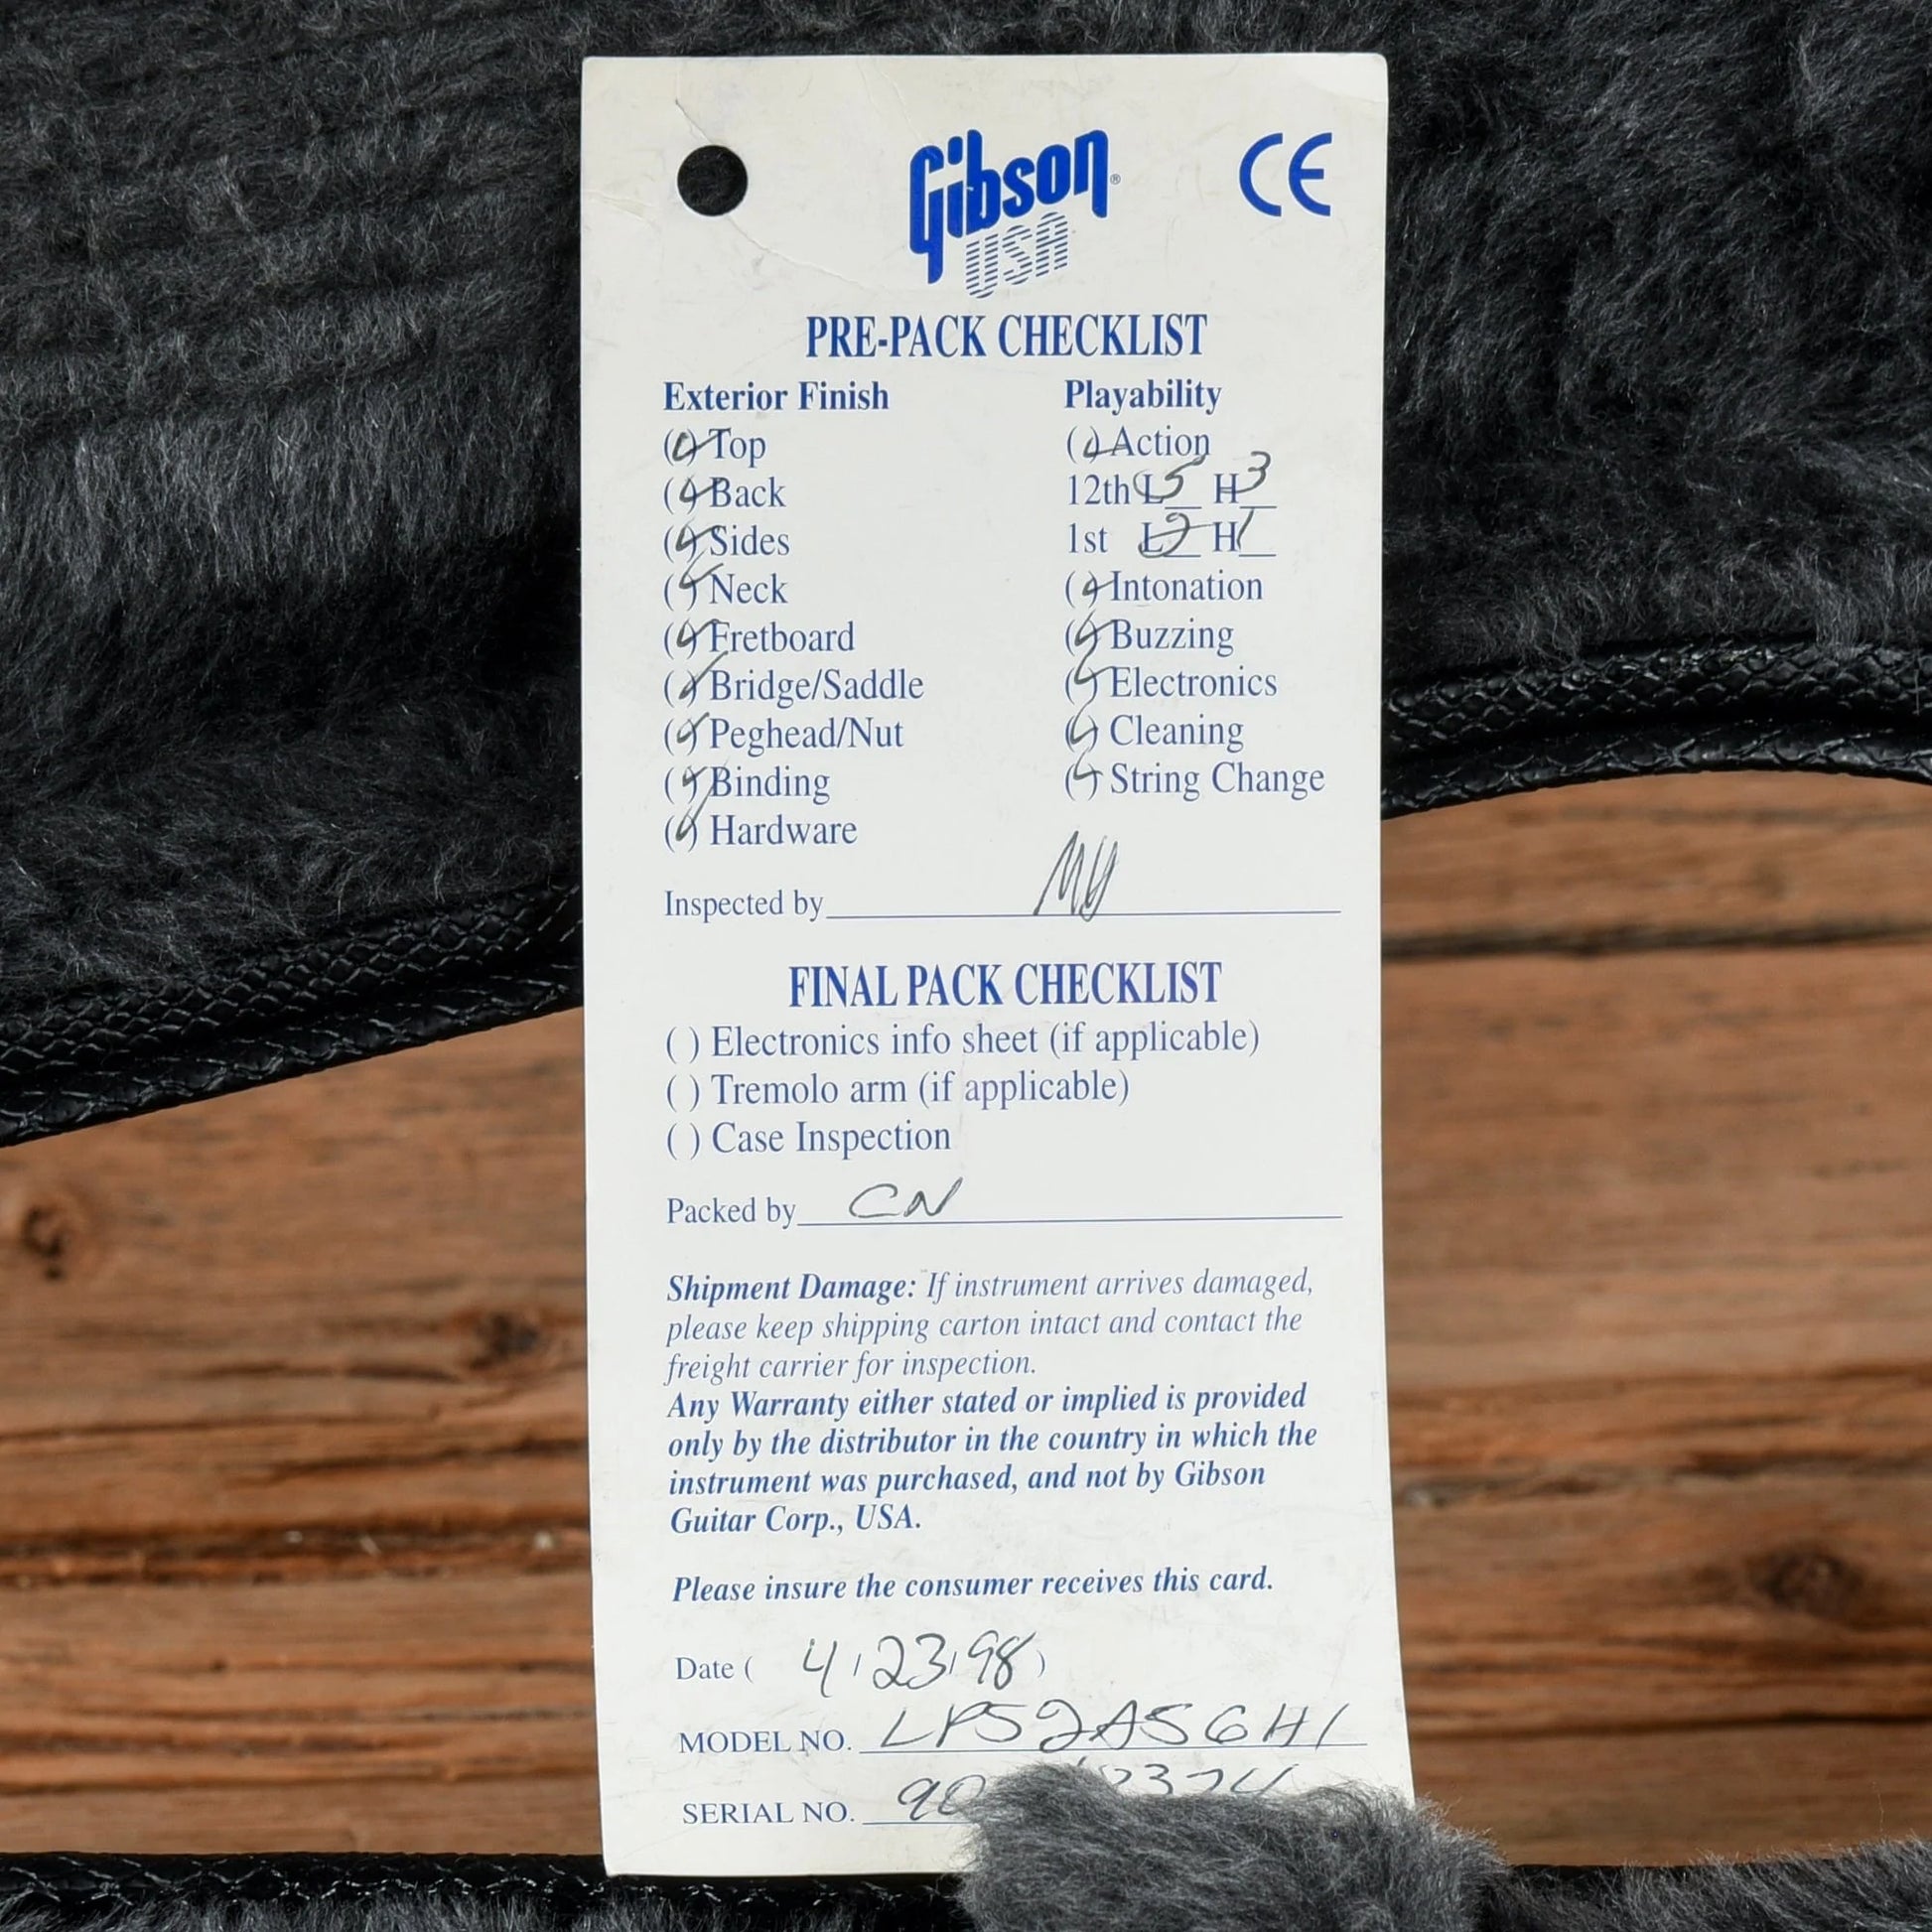 Gibson® CE
USA
PRE-PACK CHECKLIST
Exterior Finish Playability
(✓) Top (✓) Action
(✓) Back 12th L 5 H 3
(✓) Sides 1st L 2 H 1
(✓) Neck (✓) Intonation
(✓) Fretboard (✓) Buzzing
(✓) Bridge/Saddle (✓) Electronics
(✓) Peghead/Nut (✓) Cleaning
(✓) Binding (✓) String Change
(✓) Hardware
Inspected by MY
FINAL PACK CHECKLIST
( ) Electronics info sheet (if applicable)
( ) Tremolo arm (if applicable)
( ) Case Inspection
Packed by CN
Shipment Damage: If instrument arrives damaged,
please keep shipping carton intact and contact the
freight carrier for inspection.
Any Warranty either stated or implied is provided
only by the distributor in the country in which the
instrument was purchased, and not by Gibson
Guitar Corp., USA.
Please insure the consumer receives this card.
Date ( 4/23/98 )
MODEL NO. LPS2AS6H1
SERIAL NO.